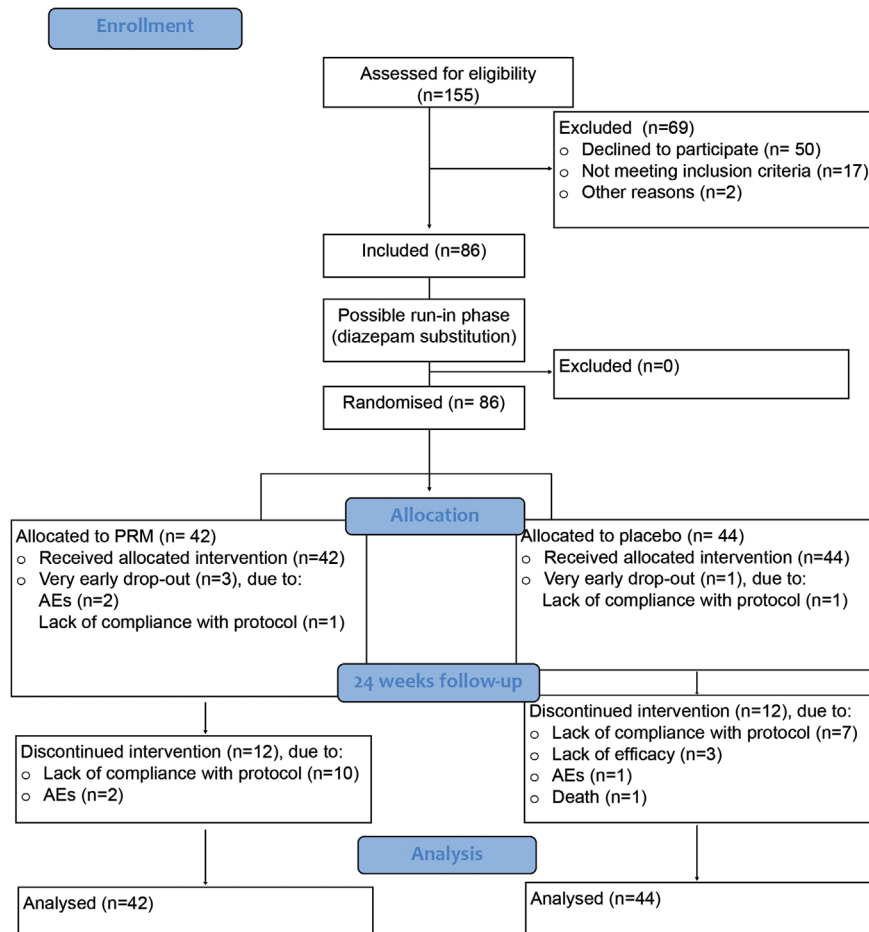 Enrollment
Assessed for eligibility
(n=155)
Excluded (n=69)
o Declined to participate (n= 50)
o Not meeting inclusion criteria (n=17)
o Other reasons (n=2)
Included (n=86)
Possible run-in phase
(diazepam substitution)
Excluded (n=0)
Randomised (n= 86)
Allocation
Allocated to PRM (n= 42)
o Received allocated intervention (n=42)
o Very early drop-out (n=3), due to:
AEs (n=2)
Lack of compliance with protocol (n=1)
Allocated to placebo (n= 44)
o Received allocated intervention (n=44)
o Very early drop-out (n=1), due to:
Lack of compliance with protocol (n=1)
24 weeks follow-up
Discontinued intervention (n=12), due to:
o Lack of compliance with protocol (n=10)
o AEs (n=2)
Discontinued intervention (n=12), due to:
o Lack of compliance with protocol (n=7)
o Lack of efficacy (n=3)
o AEs (n=1)
o Death (n=1)
Analysis
Analysed (n=42)
Analysed (n=44)